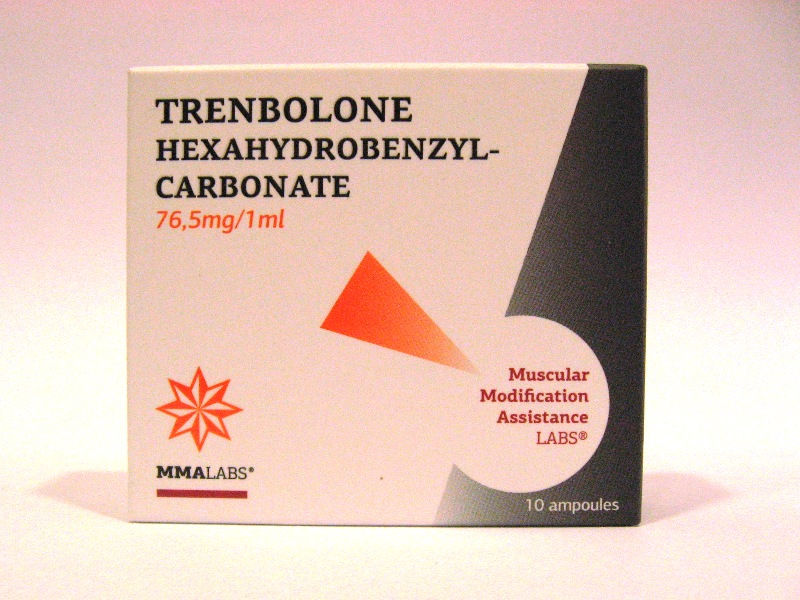 TRENBOLONE
HEXAHYDROBENZYL-
CARBONATE
76,5mg/1ml
Muscular
Modification
Assistance
LABS®
MMALABS®
10 ampoules